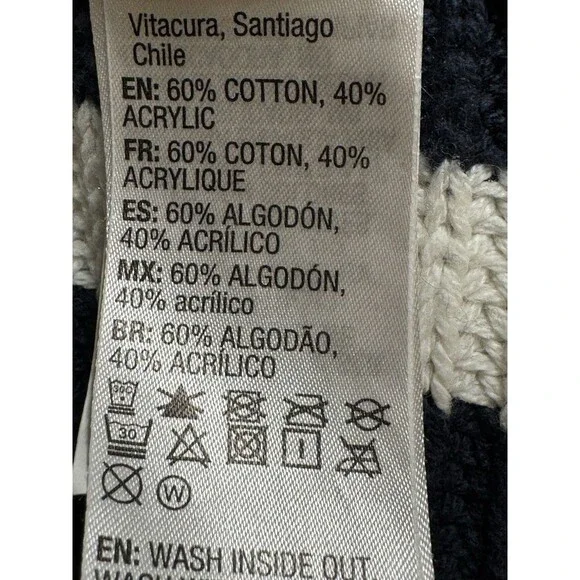 Vitacura, Santiago
Chile
EN: 60% COTTON, 40%
ACRYLIC
FR: 60% COTON, 40%
ACRYLIQUE
ES: 60% ALGODÓN,
40% ACRÍLICO
MX: 60% ALGODÓN,
40% acrílico
BR: 60% ALGODÃO,
40% ACRÍLICO
30C
30
W
EN: WASH INSIDE OUT